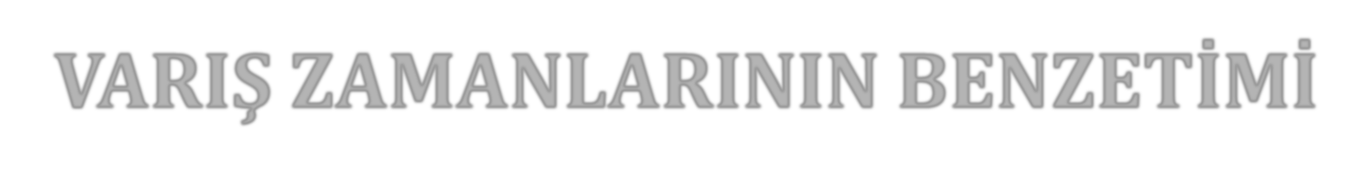 VARIŞ ZAMANLARININ BENZETİMİ